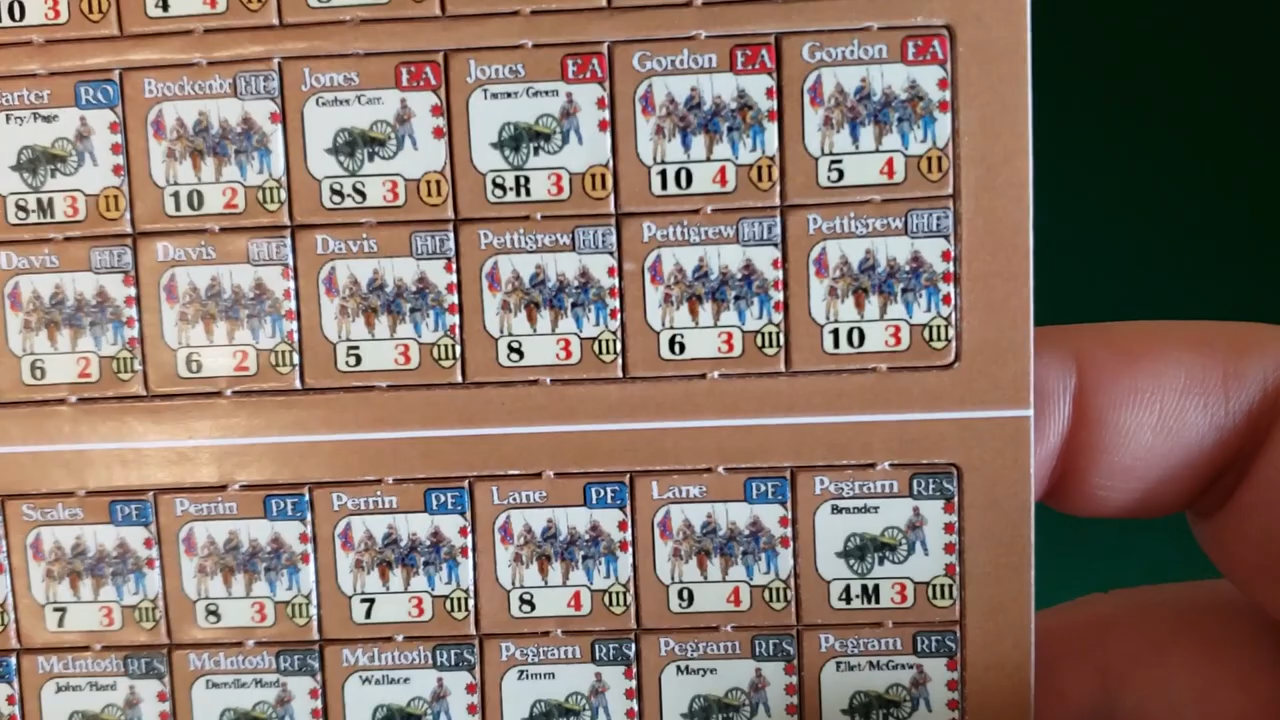 10 3 II
4 4 II
arter RO
Fry/Page
8-M 3 II
Brockenbr HE
10 2 III
Jones EA
Garber/Carr.
8-S 3 II
Jones EA
Tanner/Green
8-R 3 II
Gordon EA
10 4 II
Gordon EA
5 4 II
Davis HE
6 2 III
Davis HE
6 2 III
Davis HE
5 3 III
Pettigrew HE
8 3 III
Pettigrew HE
6 3 III
Pettigrew HE
10 3 III
Scales PE
7 3 III
Perrin PE
8 3 III
Perrin PE
7 3 III
Lane PE
8 4 III
Lane PE
9 4 III
Pegram RES
Brander
4-M 3 III
McIntosh RES
John/Hard
McIntosh RES
Danville/Hard
McIntosh RES
Wallace
Pegram RES
Zimm
Pegram RES
Marye
Pegram RES
Ellet/McGraw